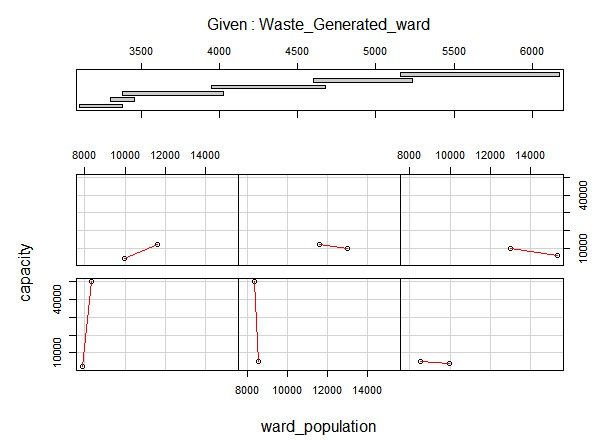 Given : Waste_Generated_ward
3500 4000 4500 5000 5500 6000
8000 10000 12000 14000 8000 10000 12000 14000
10000 40000
capacity
10000 40000
8000 10000 12000 14000
ward_population